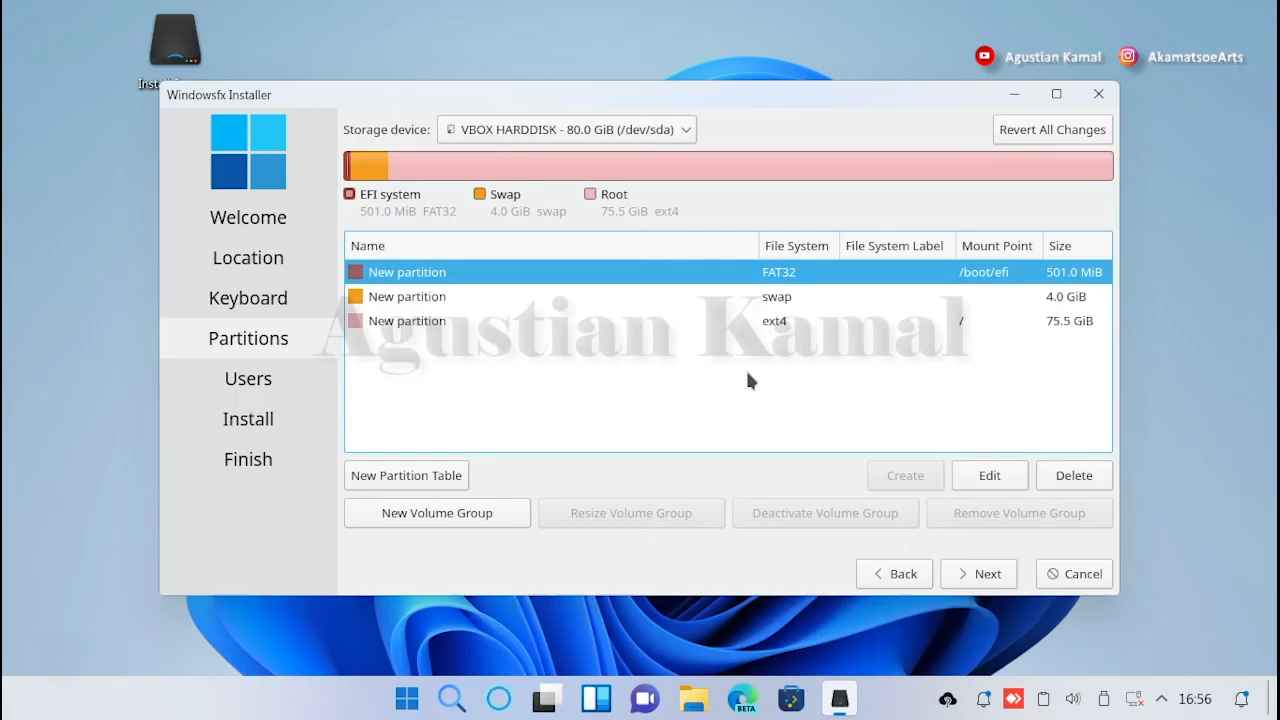 Agustian Kamal
AkamatsoeArts
Windowsfx Installer
Welcome
Location
Keyboard
Partitions
Users
Install
Finish
Storage device:
VBOX HARDDISK - 80.0 GiB (/dev/sda)
Revert All Changes
EFI system
501.0 MiB FAT32
Swap
4.0 GiB swap
Root
75.5 GiB ext4
Name File System File System Label Mount Point Size
New partition FAT32 /boot/efi 501.0 MiB
New partition swap 4.0 GiB
New partition ext4 / 75.5 GiB
Agustian Kamal
New Partition Table
Create
Edit
Delete
New Volume Group
Resize Volume Group
Deactivate Volume Group
Remove Volume Group
Back
Next
Cancel
BETA
16:56